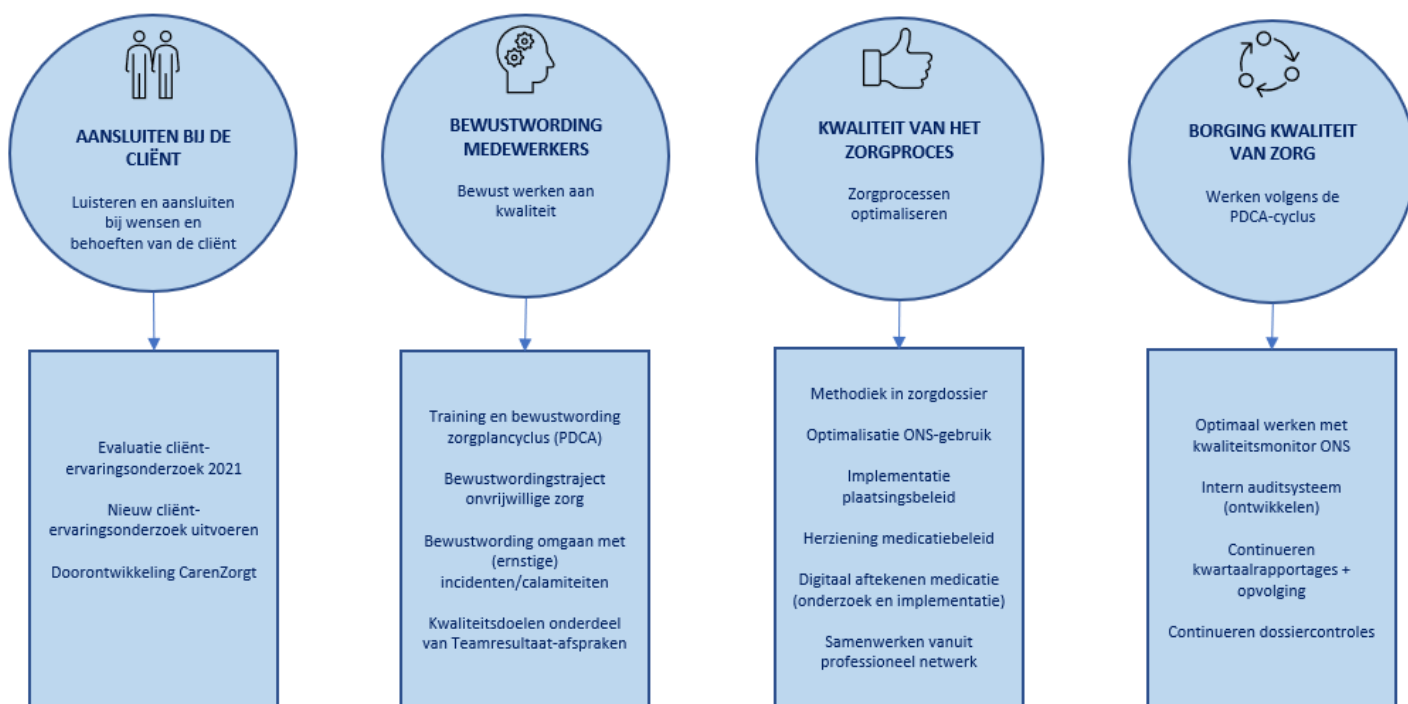 AANSLUITEN BIJ DE
CLIËNT
Luisteren en aansluiten
bij wensen en
behoeften van de cliënt
Evaluatie cliënt-
ervaringsonderzoek 2021
Nieuw cliënt-
ervaringsonderzoek uitvoeren
Doorontwikkeling CarenZorgt
BEWUSTWORDING
MEDEWERKERS
Bewust werken aan
kwaliteit
Training en bewustwording
zorgplancyclus (PDCA)
Bewustwordingstraject
onvrijwillige zorg
Bewustwording omgaan met
(ernstige)
incidenten/calamiteiten
Kwaliteitsdoelen onderdeel
van Teamresultaat-afspraken
KWALITEIT VAN HET
ZORGPROCES
Zorgprocessen
optimaliseren
Methodiek in zorgdossier
Optimalisatie ONS-gebruik
Implementatie
plaatsingsbeleid
Herziening medicatiebeleid
Digitaal aftekenen medicatie
(onderzoek en implementatie)
Samenwerken vanuit
professioneel netwerk
BORGING KWALITEIT
VAN ZORG
Werken volgens de
PDCA-cyclus
Optimaal werken met
kwaliteitsmonitor ONS
Intern auditsysteem
(ontwikkelen)
Continueren
kwartaalrapportages +
opvolging
Continueren dossiercontroles